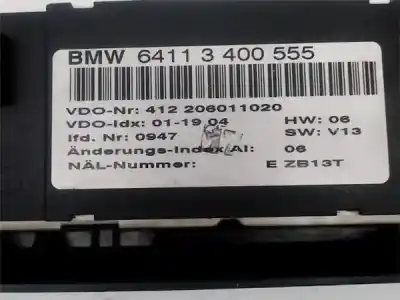 BMW 6411 3 400 555
VDO-Nr: 412 206011020
VDO-Idx: 01-19 04 HW: 06
lfd. Nr: 0947 SW: V13
Änderungs-Index AI: 06
NÄL-Nummer: E ZB13T